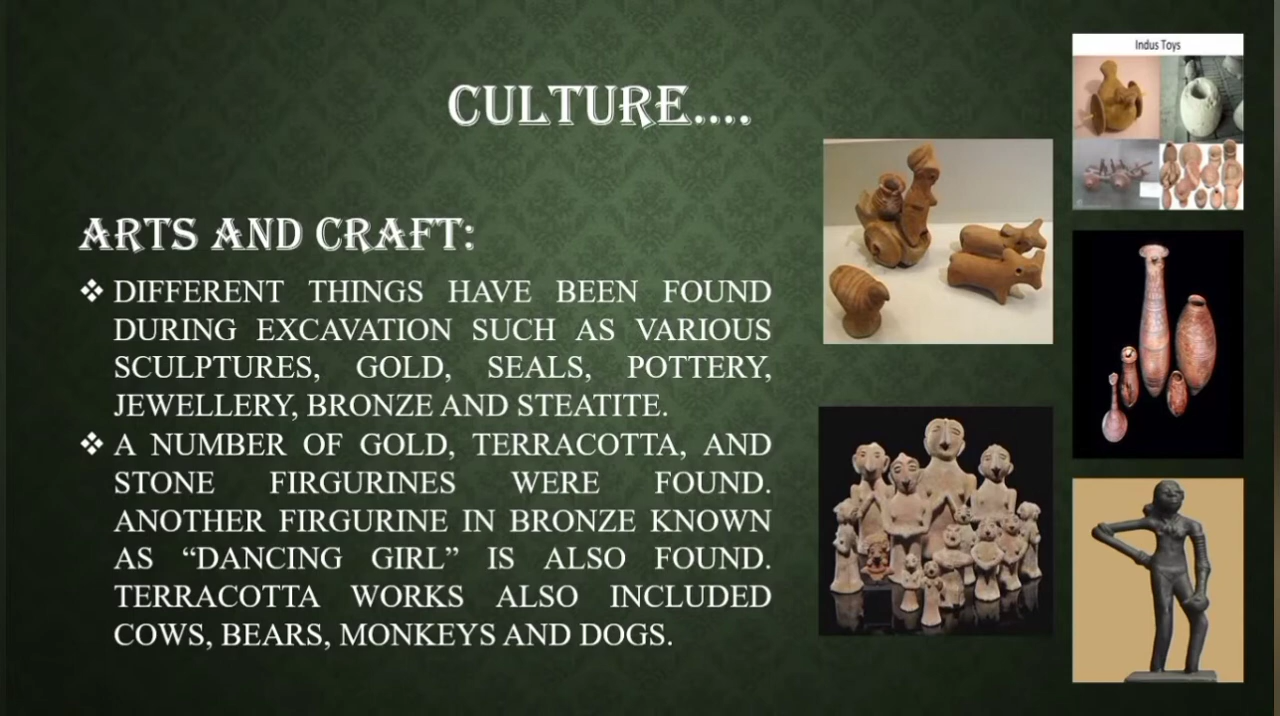 Indus Toys
CULTURE....
ARTS AND CRAFT:
❖ DIFFERENT THINGS HAVE BEEN FOUND
DURING EXCAVATION SUCH AS VARIOUS
SCULPTURES, GOLD, SEALS, POTTERY,
JEWELLERY, BRONZE AND STEATITE.
❖ A NUMBER OF GOLD, TERRACOTTA, AND
STONE FIRGURINES WERE FOUND.
ANOTHER FIRGURINE IN BRONZE KNOWN
AS “DANCING GIRL” IS ALSO FOUND.
TERRACOTTA WORKS ALSO INCLUDED
COWS, BEARS, MONKEYS AND DOGS.